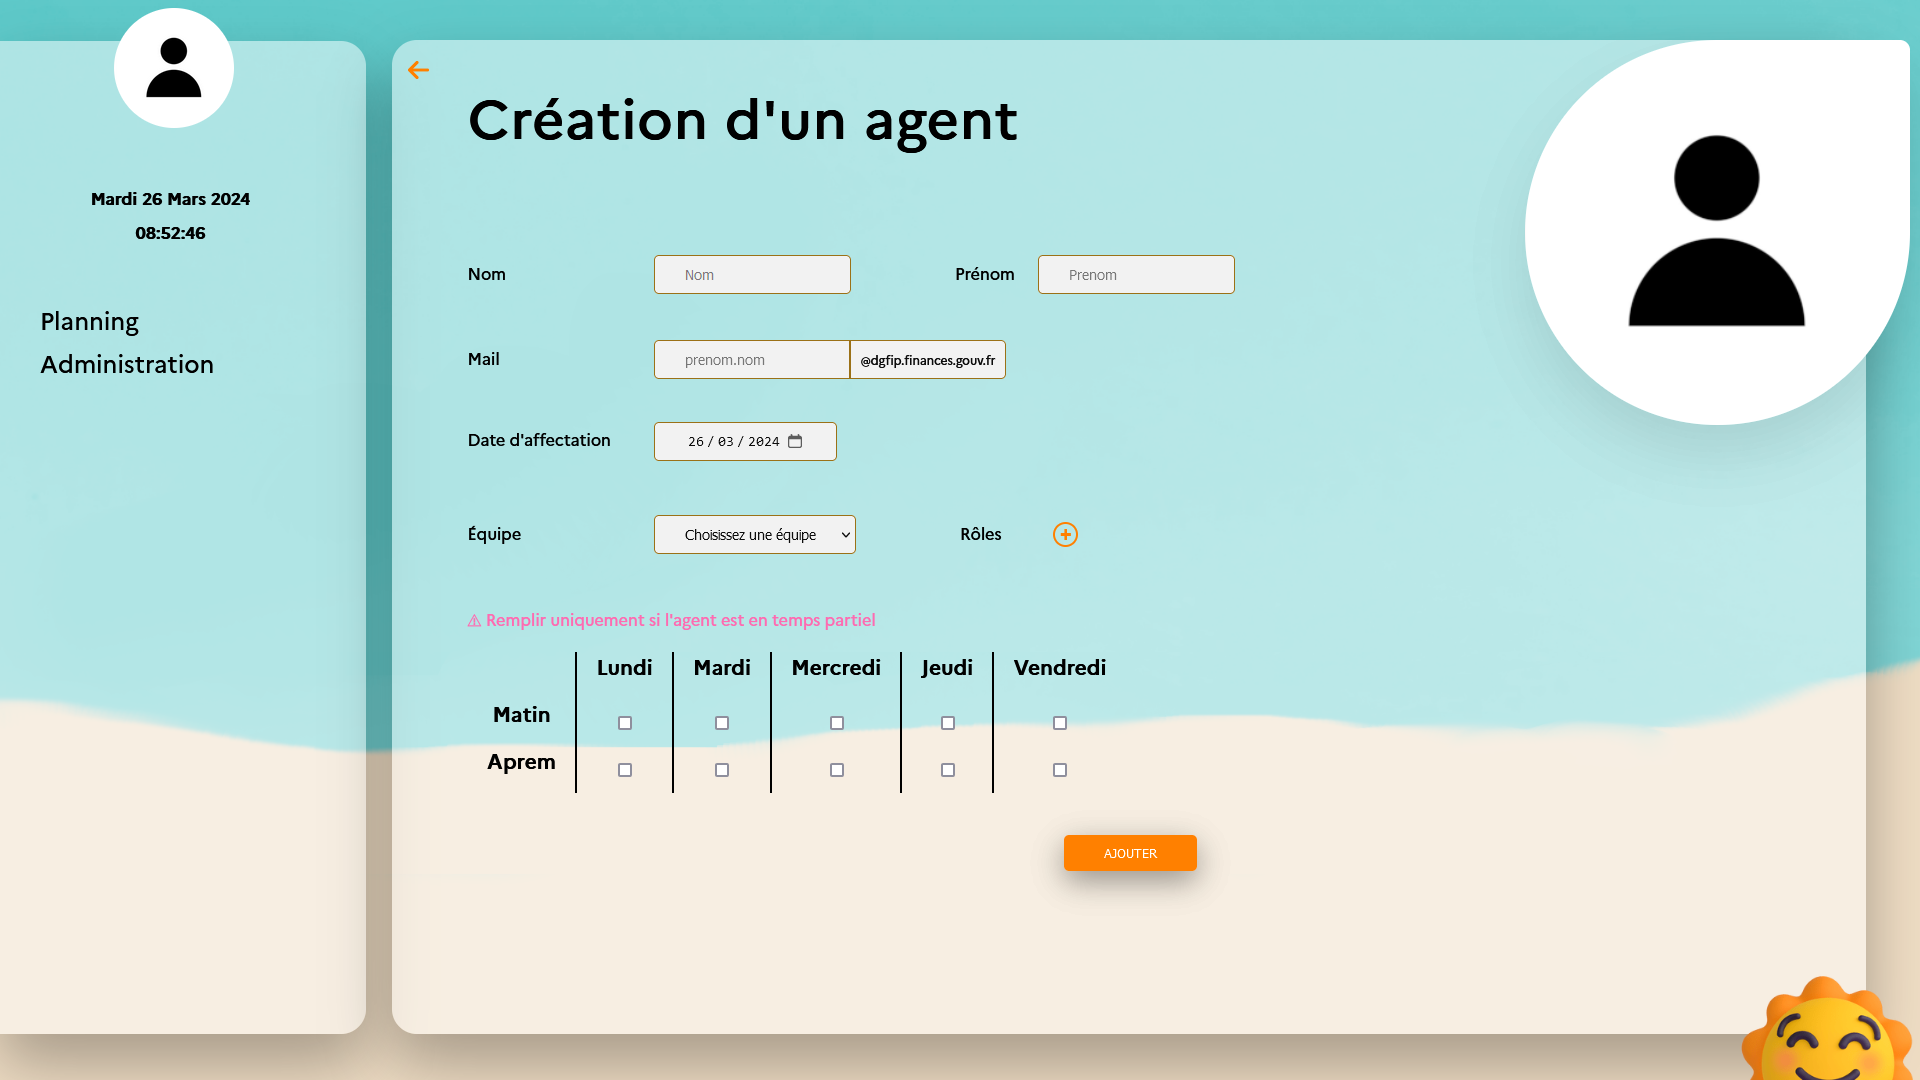 Mardi 26 Mars 2024
08:52:46
Planning
Administration
Création d'un agent
Nom Nom Prénom Prenom
Mail prenom.nom @dgfip.finances.gouv.fr
Date d'affectation 26 / 03 / 2024
Équipe Choisissez une équipe Rôles
⚠ Remplir uniquement si l'agent est en temps partiel
Lundi Mardi Mercredi Jeudi Vendredi
Matin
Aprem
AJOUTER